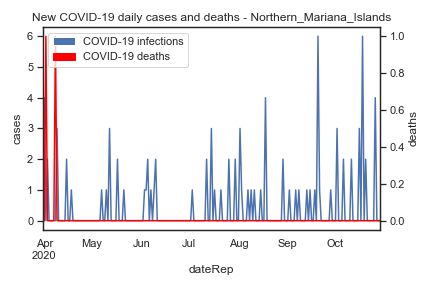 New COVID-19 daily cases and deaths - Northern_Mariana_Islands
COVID-19 infections
COVID-19 deaths
6
5
4
3
2
1
0
cases
1.0
0.8
0.6
0.4
0.2
0.0
deaths
Apr May Jun Jul Aug Sep Oct
2020
dateRep